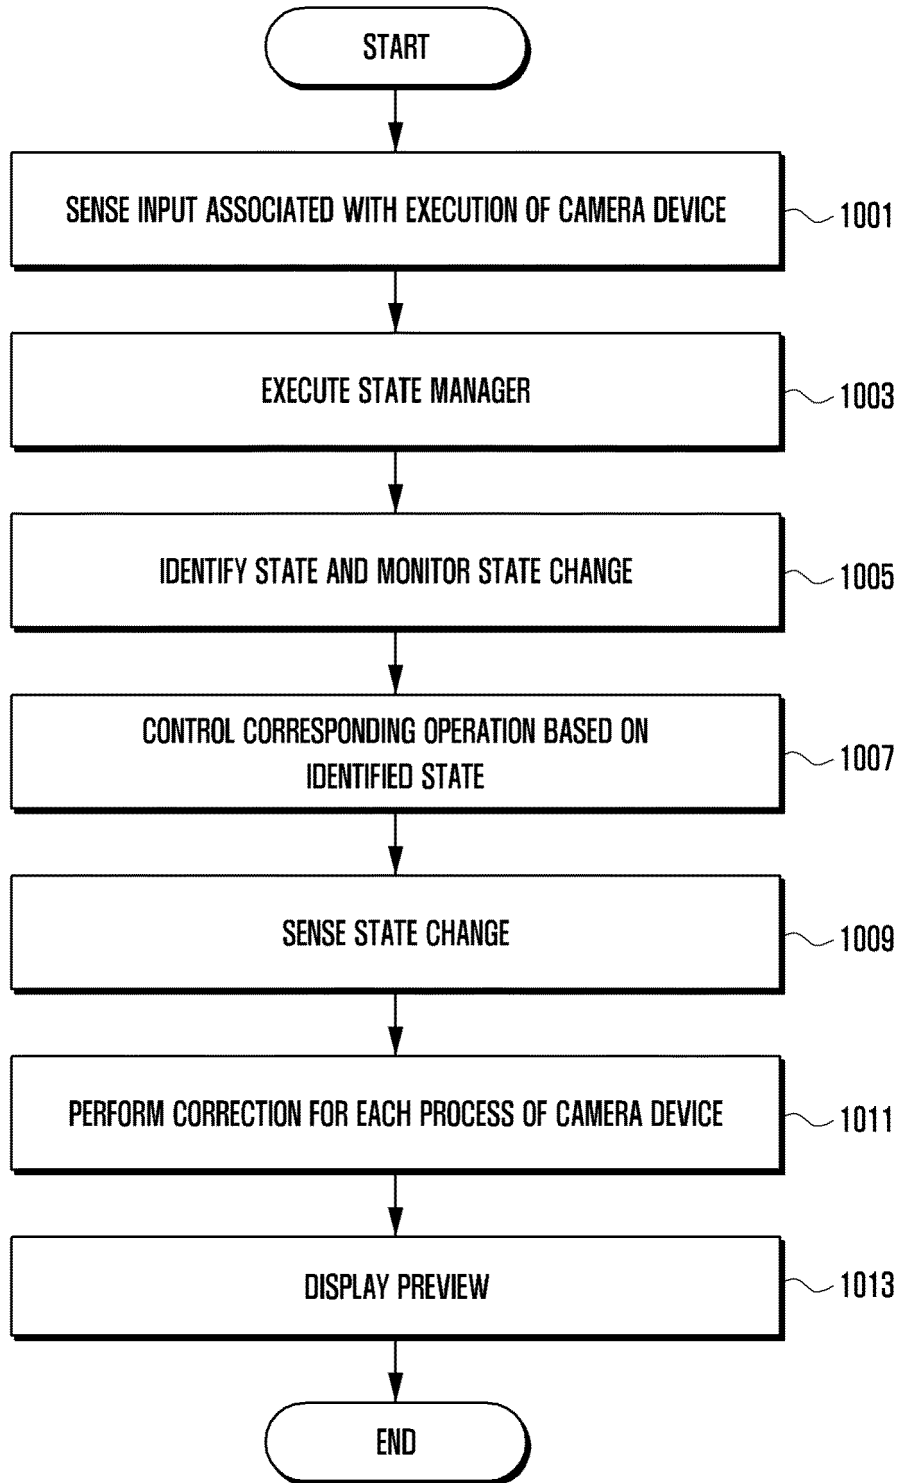 START
SENSE INPUT ASSOCIATED WITH EXECUTION OF CAMERA DEVICE
1001
EXECUTE STATE MANAGER
1003
IDENTIFY STATE AND MONITOR STATE CHANGE
1005
CONTROL CORRESPONDING OPERATION BASED ON
IDENTIFIED STATE
1007
SENSE STATE CHANGE
1009
PERFORM CORRECTION FOR EACH PROCESS OF CAMERA DEVICE
1011
DISPLAY PREVIEW
1013
END